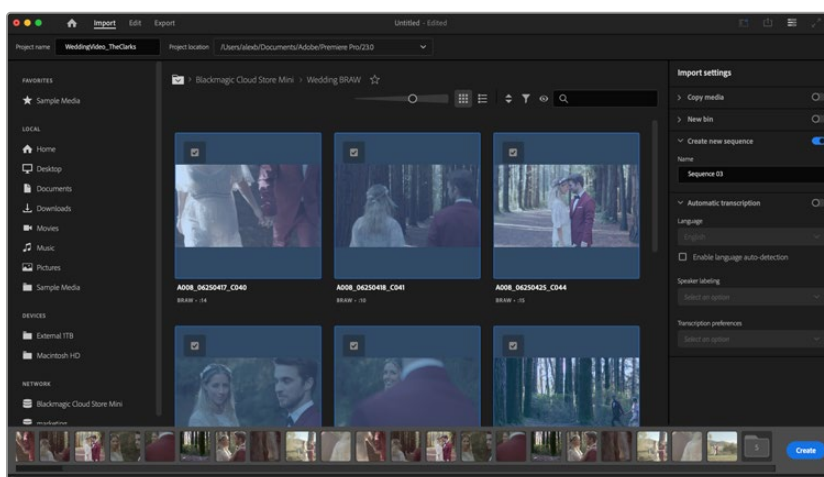 Import Edit Export Untitled - Edited
Project name WeddingVideo_TheClarks Project location /Users/alexb/Documents/Adobe/Premiere Pro/23.0
FAVORITES
Sample Media
LOCAL
Home
Desktop
Documents
Downloads
Movies
Music
Pictures
Sample Media
DEVICES
External 1TB
Macintosh HD
NETWORK
Blackmagic Cloud Store Mini
marketing
Blackmagic Cloud Store Mini > Wedding BRAW
A008_06250417_C040
BRAW - :14
A008_06250418_C041
BRAW - :10
A008_06250425_C044
BRAW - :15
Import settings
> Copy media
> New bin
Create new sequence
Name
Sequence 03
Automatic transcription
Language
English
Enable language auto-detection
Speaker labeling
Select an option
Transcription preferences
Select an option
5
Create